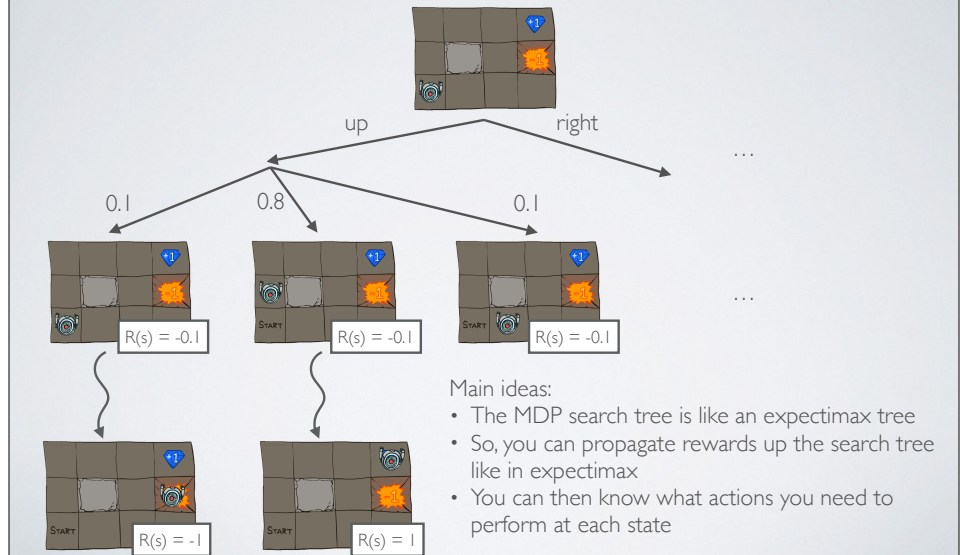 +1
-1
up
right
...
0.1
0.8
0.1
+1
-1
R(s) = -0.1
+1
-1
START
R(s) = -0.1
+1
-1
START
R(s) = -0.1
...
Main ideas:
• The MDP search tree is like an expectimax tree
• So, you can propagate rewards up the search tree
like in expectimax
• You can then know what actions you need to
perform at each state
+1
START
R(s) = -1
-1
START
R(s) = 1